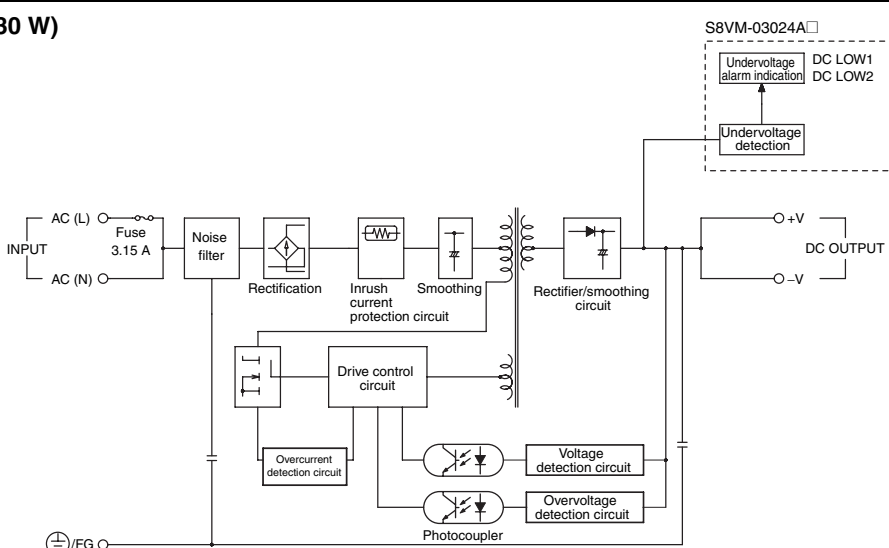 30 W)
S8VM-03024A□
Undervoltage
alarm indication
DC LOW1
DC LOW2
Undervoltage
detection
INPUT
AC (L)
Fuse
3.15 A
AC (N)
Noise
filter
Rectification
Inrush
current
protection circuit
Smoothing
Rectifier/smoothing
circuit
+V
DC OUTPUT
–V
Drive control
circuit
Overcurrent
detection circuit
Voltage
detection circuit
Overvoltage
detection circuit
Photocoupler
/FG